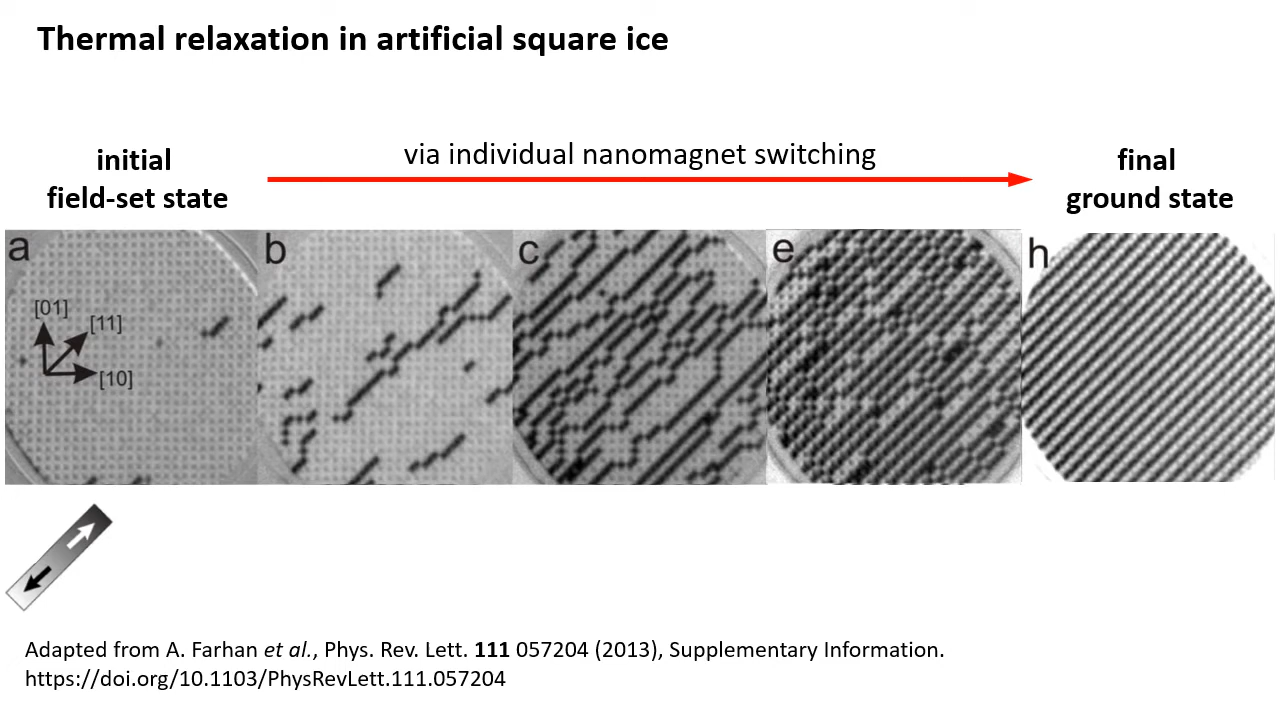 Thermal relaxation in artificial square ice
initial
field-set state
via individual nanomagnet switching
final
ground state
a
[01]
[11]
[10]
b
c
e
h
Adapted from A. Farhan et al., Phys. Rev. Lett. 111 057204 (2013), Supplementary Information.
https://doi.org/10.1103/PhysRevLett.111.057204